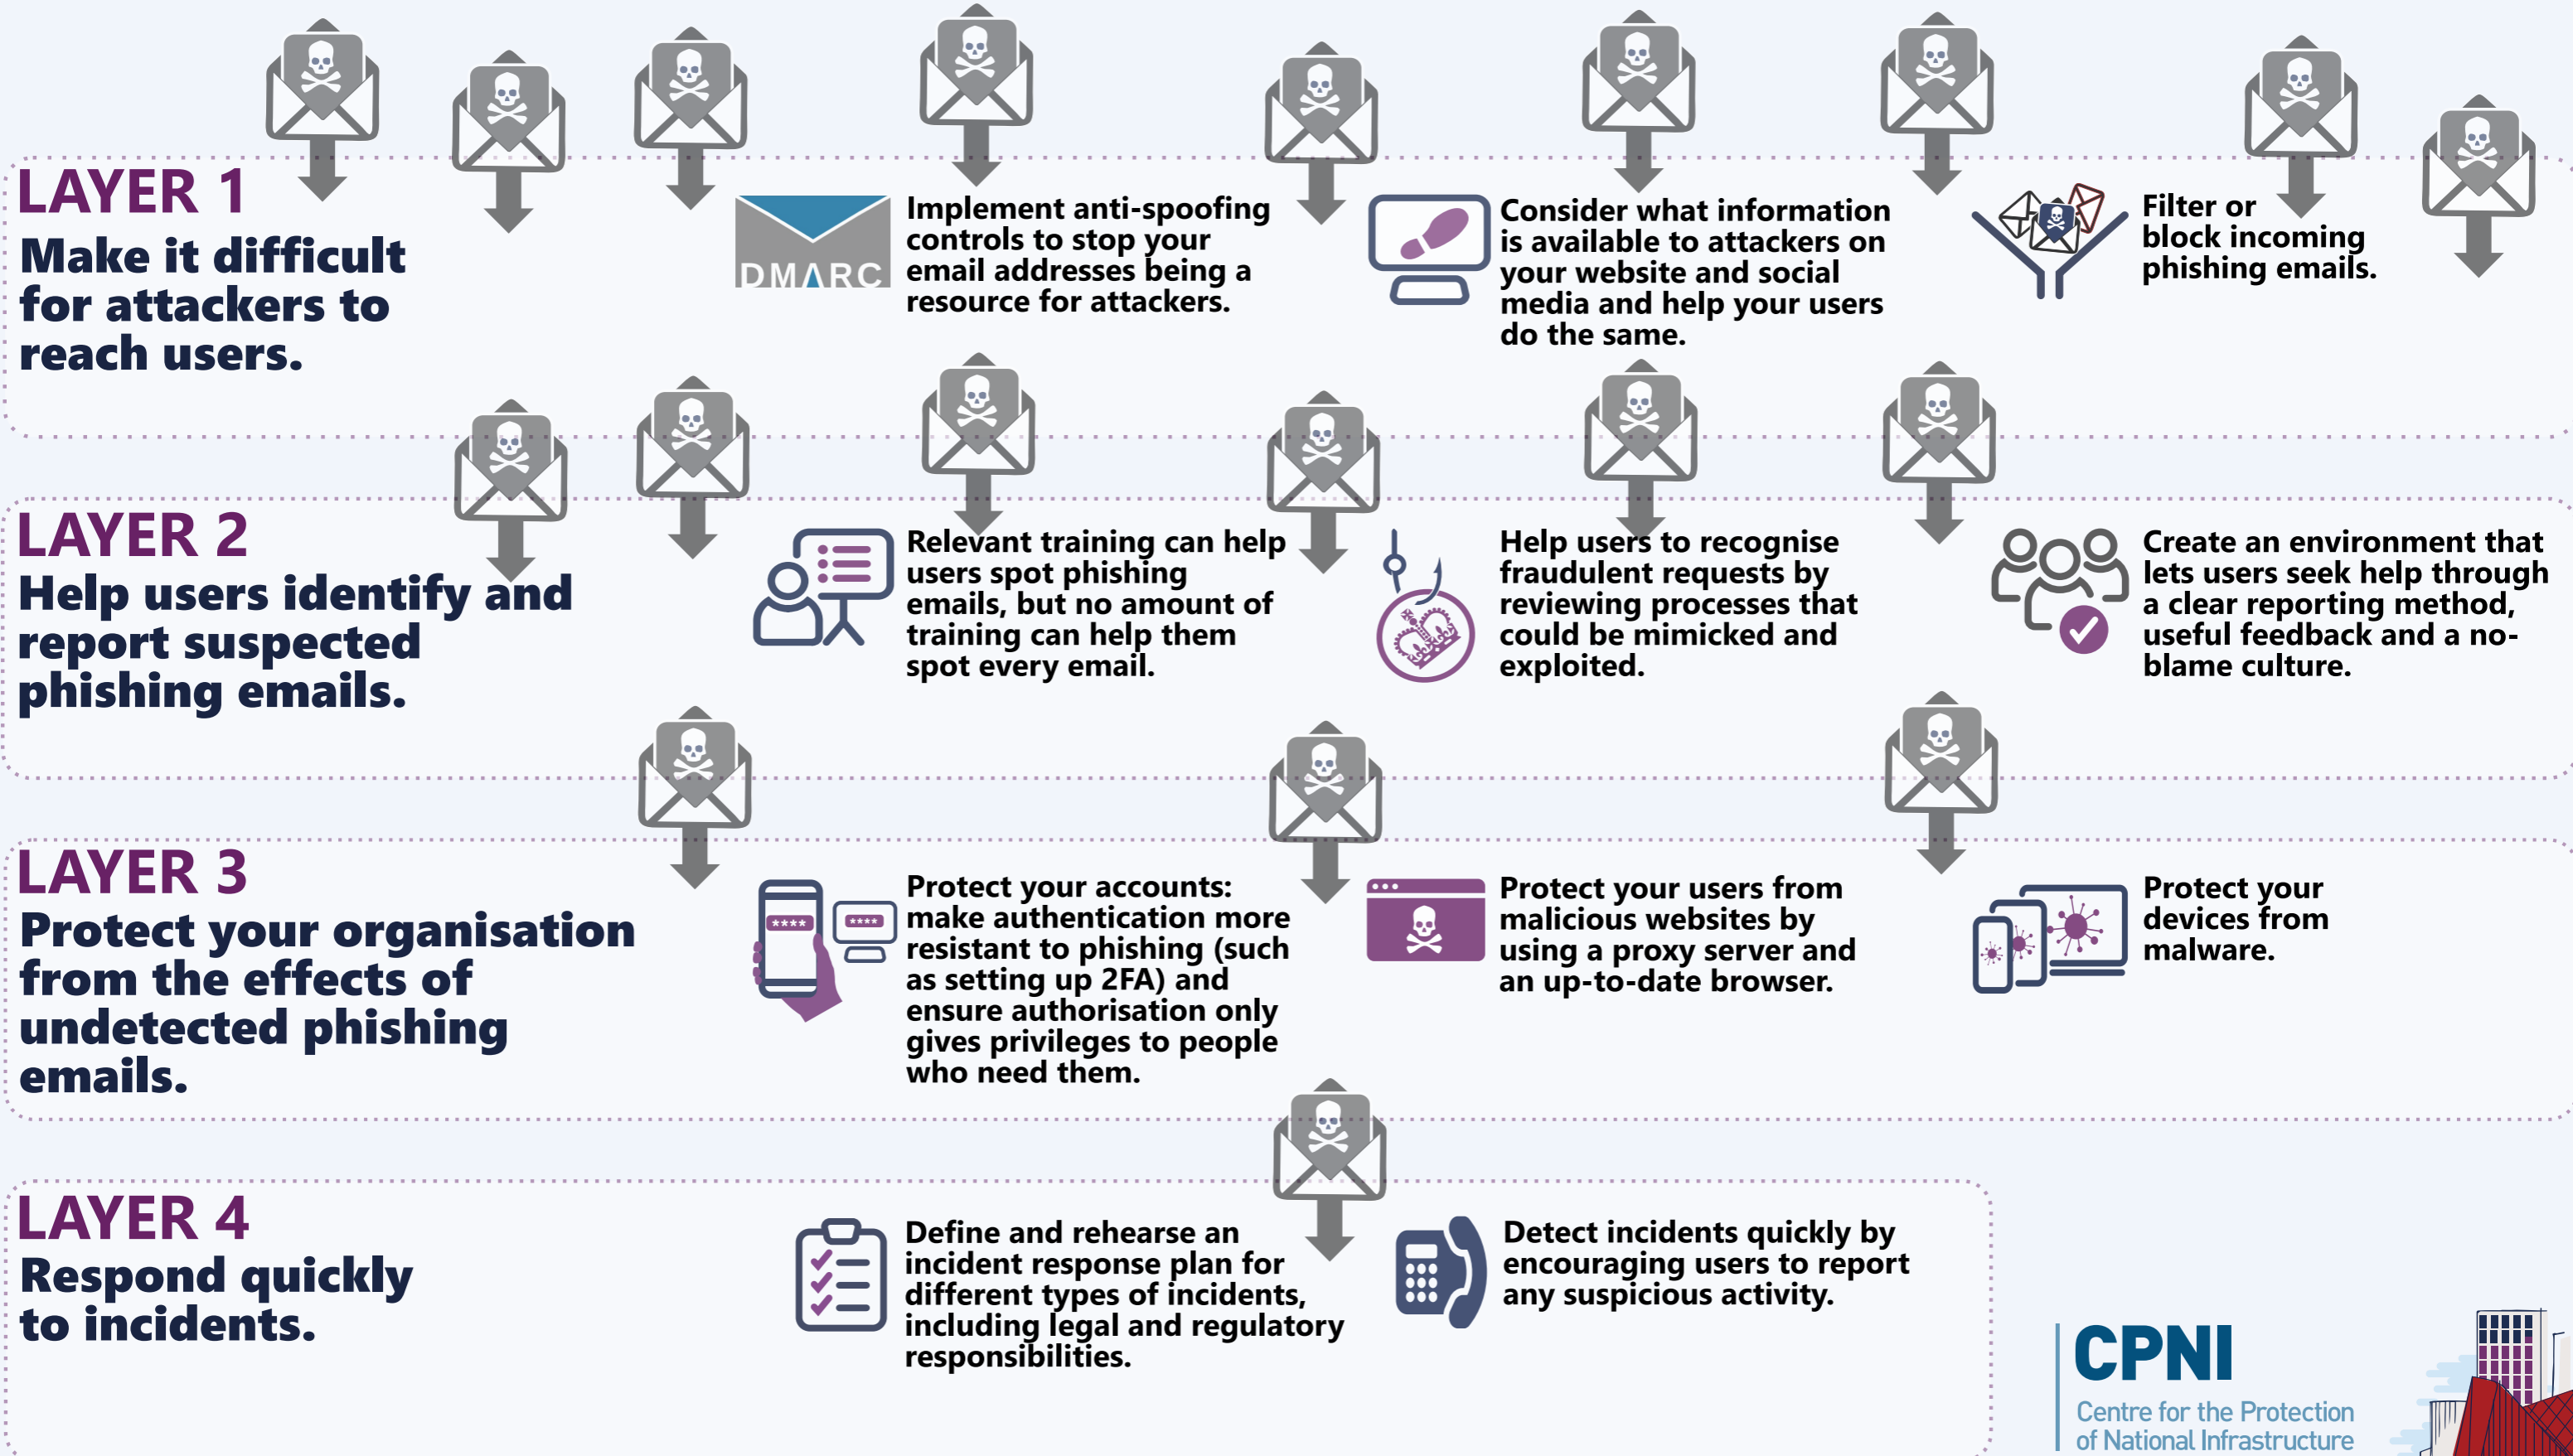 LAYER 1
Make it difficult
for attackers to
reach users.
DMARC
Implement anti-spoofing
controls to stop your
email addresses being a
resource for attackers.
Consider what information
is available to attackers on
your website and social
media and help your users
do the same.
Filter or
block incoming
phishing emails.
LAYER 2
Help users identify and
report suspected
phishing emails.
Relevant training can help
users spot phishing
emails, but no amount of
training can help them
spot every email.
Help users to recognise
fraudulent requests by
reviewing processes that
could be mimicked and
exploited.
Create an environment that
lets users seek help through
a clear reporting method,
useful feedback and a no-
blame culture.
LAYER 3
Protect your organisation
from the effects of
undetected phishing
emails.
****
****
Protect your accounts:
make authentication more
resistant to phishing (such
as setting up 2FA) and
ensure authorisation only
gives privileges to people
who need them.
Protect your users from
malicious websites by
using a proxy server and
an up-to-date browser.
Protect your
devices from
malware.
LAYER 4
Respond quickly
to incidents.
Define and rehearse an
incident response plan for
different types of incidents,
including legal and regulatory
responsibilities.
Detect incidents quickly by
encouraging users to report
any suspicious activity.
CPNI
Centre for the Protection
of National Infrastructure